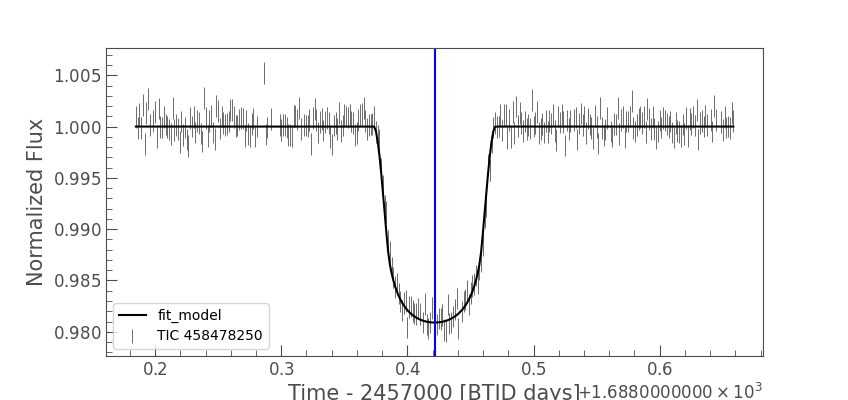 1.005
1.000
0.995
0.990
0.985
0.980
Normalized Flux
fit_model
TIC 458478250
0.2 0.3 0.4 0.5 0.6
Time - 2457000 [BTJD days]
+1.6880000000 × 10³